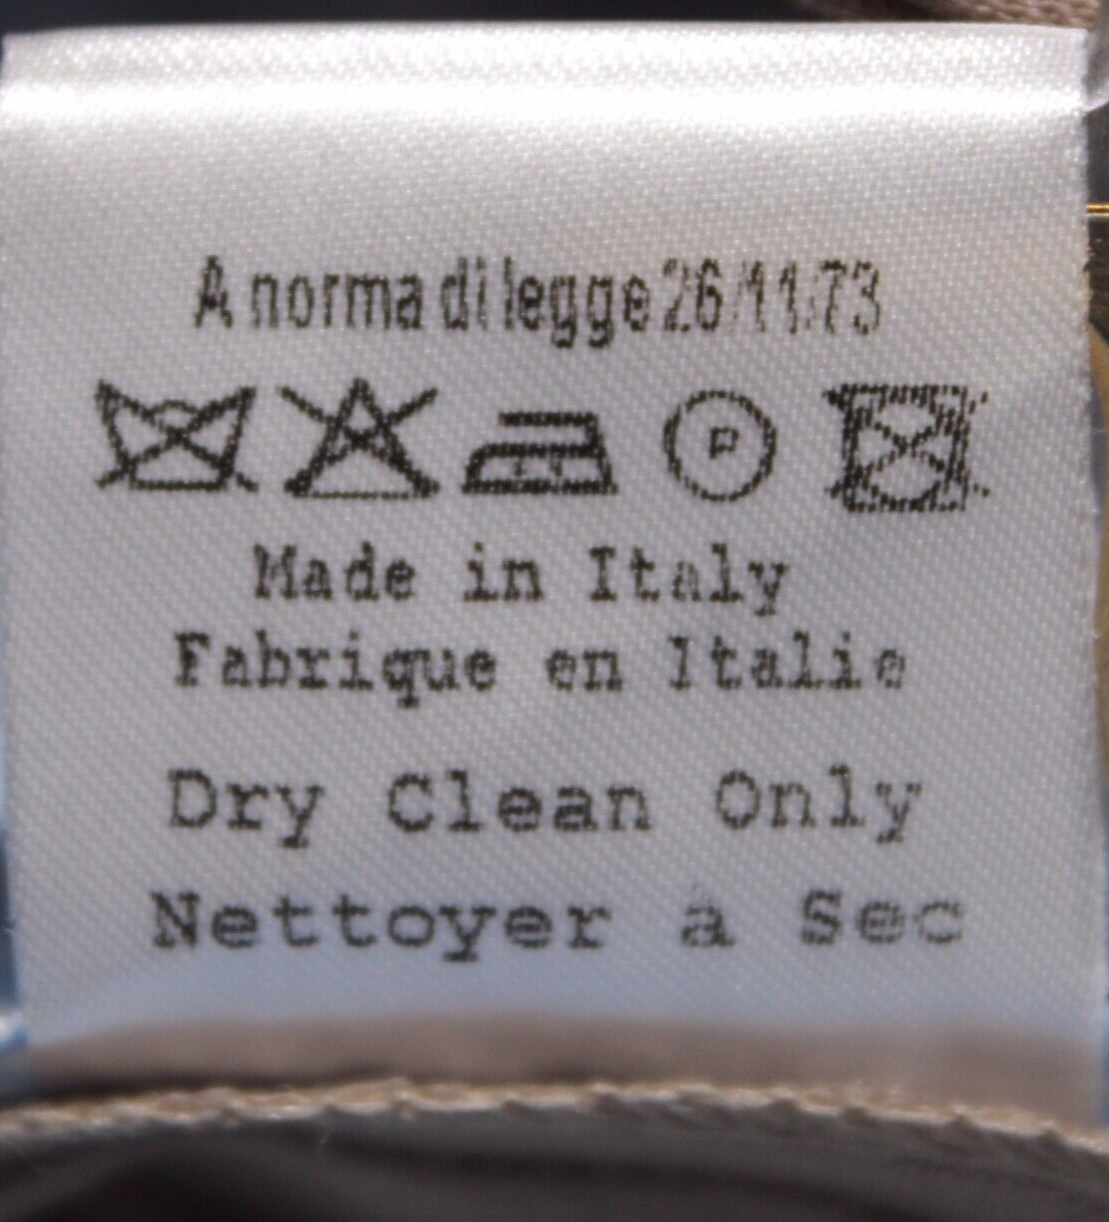 A norma di legge 26/11/73
P
Made in Italy
Fabrique en Italie
Dry Clean Only
Nettoyer à Sec